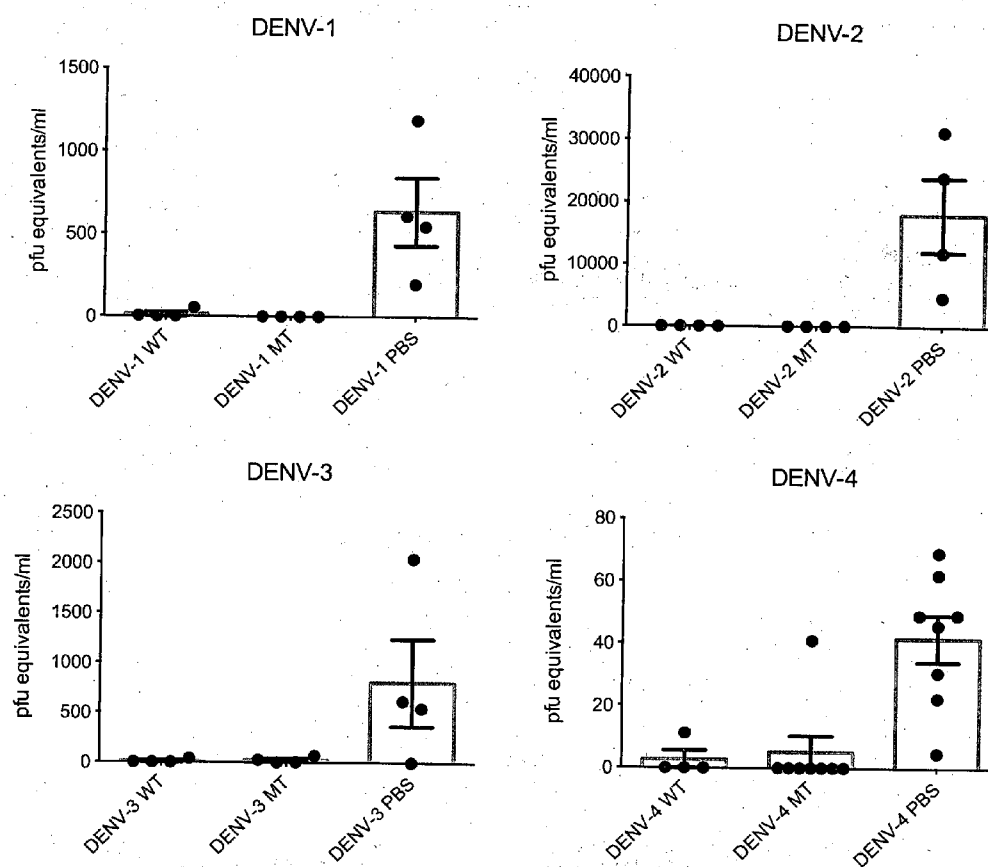 DENV-1
pfu equivalents/ml
1500
1000
500
0
DENV-1 WT
DENV-1 MT
DENV-1 PBS
DENV-2
pfu equivalents/ml
40000
30000
20000
10000
0
DENV-2 WT
DENV-2 MT
DENV-2 PBS
DENV-3
pfu equivalents/ml
2500
2000
1500
1000
500
0
DENV-3 WT
DENV-3 MT
DENV-3 PBS
DENV-4
pfu equivalents/ml
80
60
40
20
0
DENV-4 WT
DENV-4 MT
DENV-4 PBS